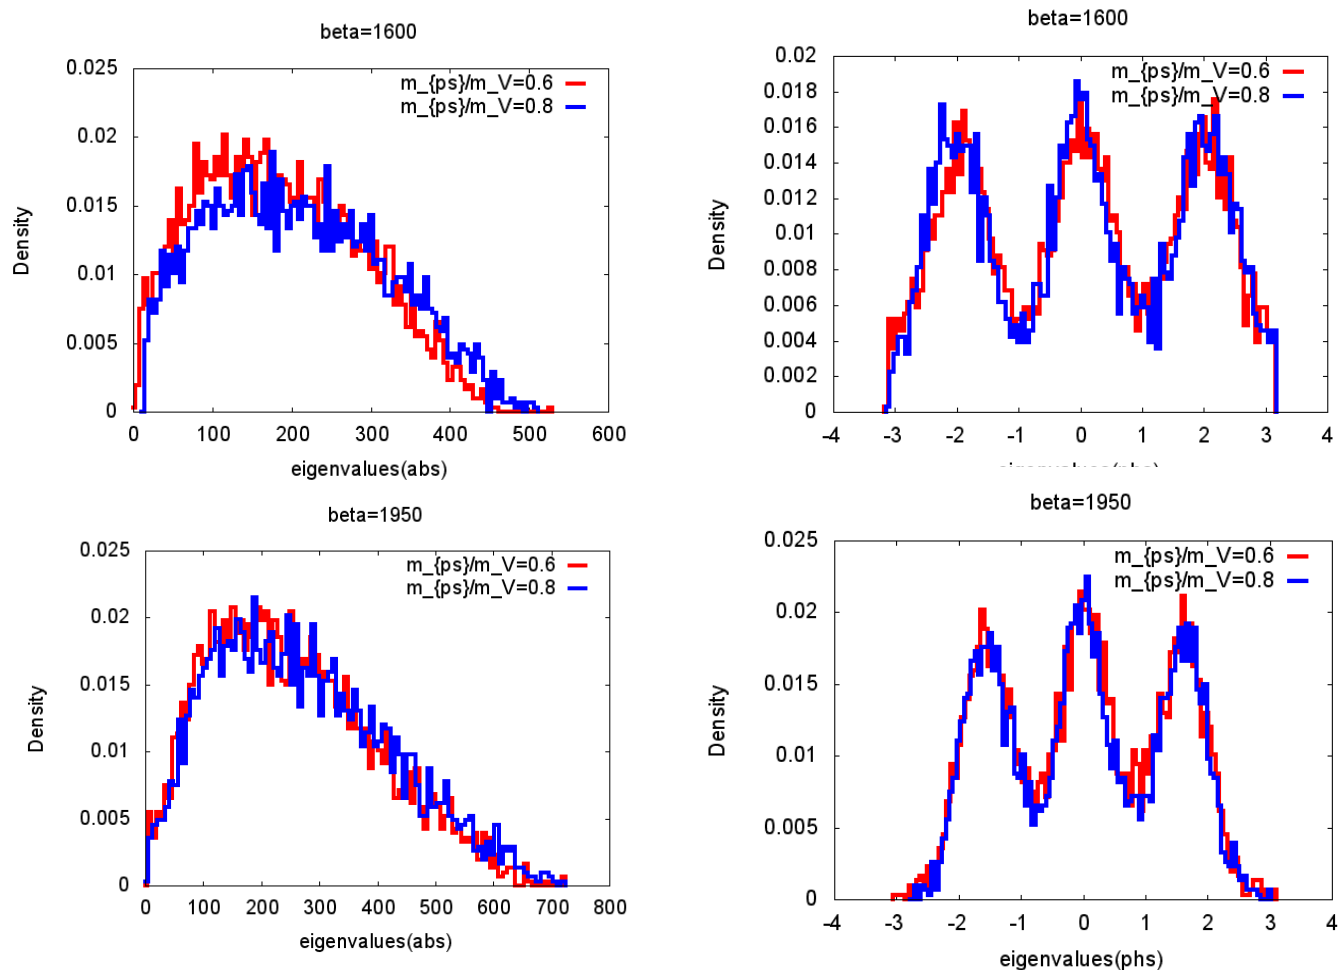 beta=1600
0.025
0.02
0.015
0.01
0.005
0
Density
m_{ps}/m_V=0.6
m_{ps}/m_V=0.8
0 100 200 300 400 500 600
eigenvalues(abs)
beta=1600
0.02
0.018
0.016
0.014
0.012
0.01
0.008
0.006
0.004
0.002
0
Density
m_{ps}/m_V=0.6
m_{ps}/m_V=0.8
-4 -3 -2 -1 0 1 2 3 4
eigenvalues(phs)
beta=1950
0.025
0.02
0.015
0.01
0.005
0
Density
m_{ps}/m_V=0.6
m_{ps}/m_V=0.8
0 100 200 300 400 500 600 700 800
eigenvalues(abs)
beta=1950
0.025
0.02
0.015
0.01
0.005
0
Density
m_{ps}/m_V=0.6
m_{ps}/m_V=0.8
-4 -3 -2 -1 0 1 2 3 4
eigenvalues(phs)